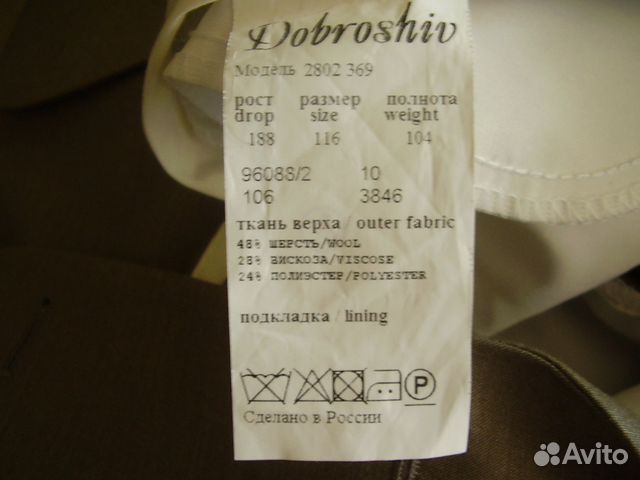 Dobroshiv
Модель 2802 369
рост размер полнота
drop size weight
188 116 104
96088/2 10
106 3846
ткань верха / outer fabric
48% ШЕРСТЬ/WOOL
28% ВИСКОЗА/VISCOSE
24% ПОЛИЭСТЕР/POLYESTER
подкладка / lining
P
Сделано в России
Avito